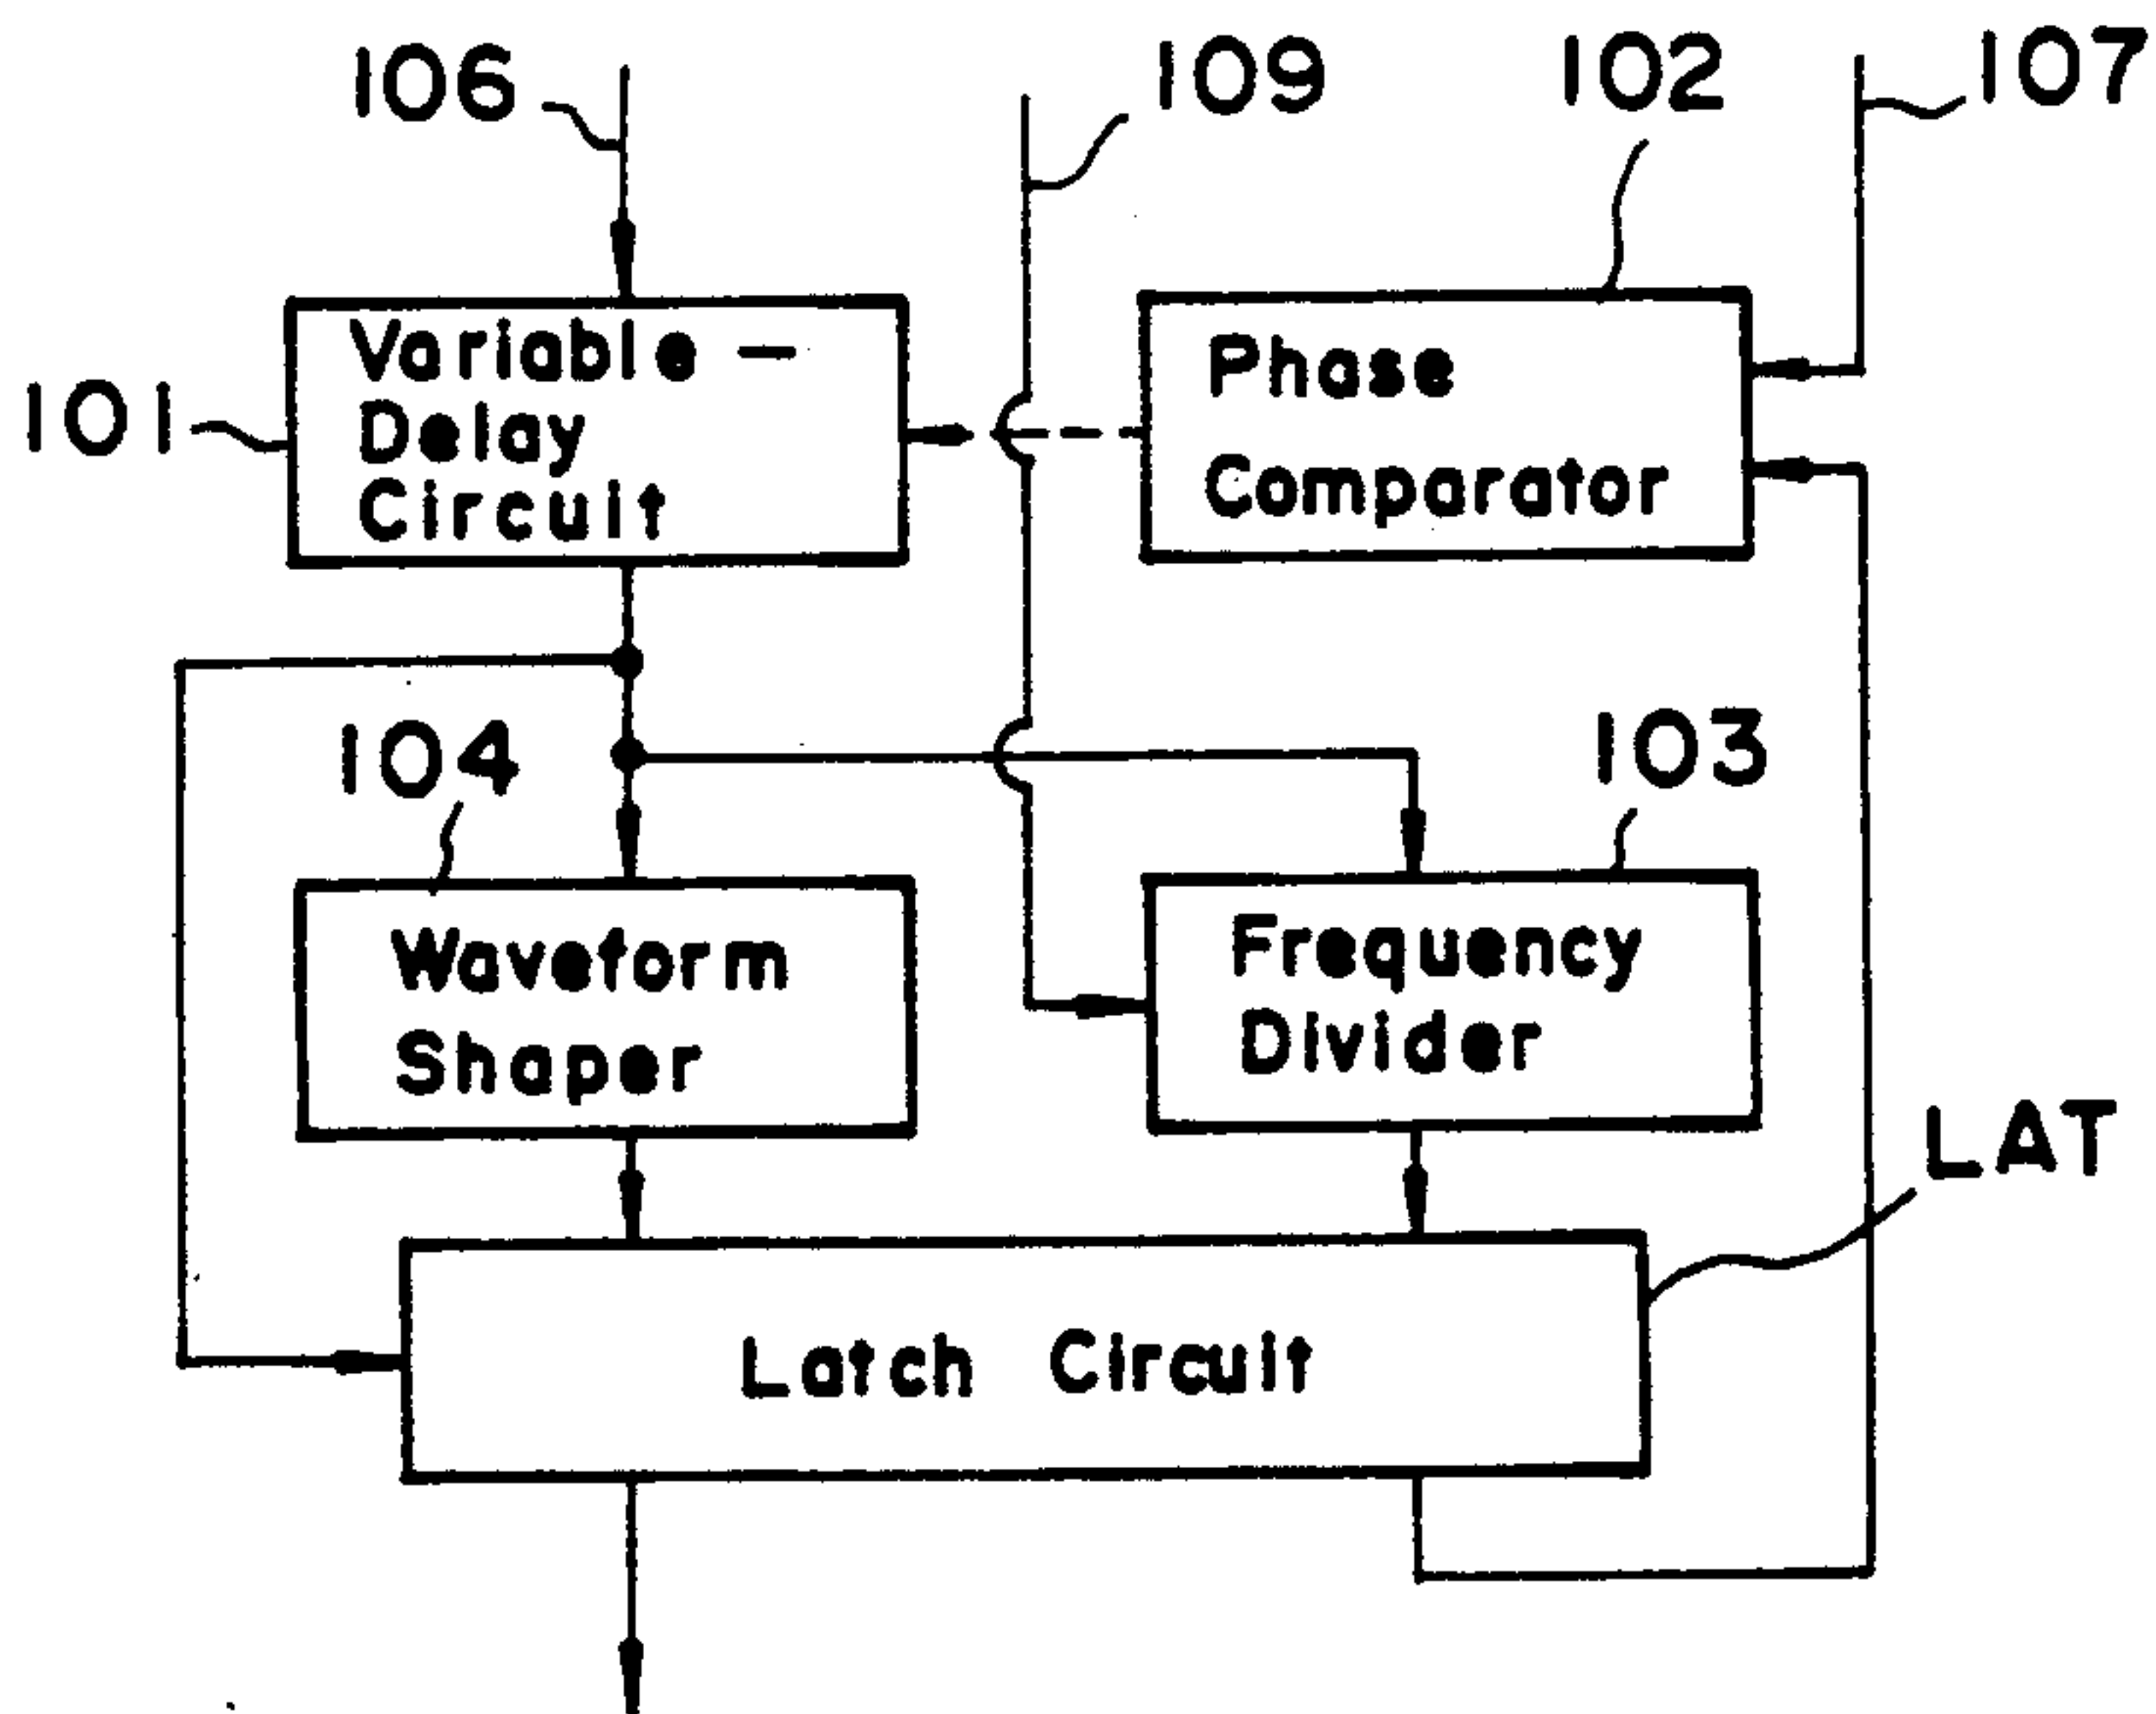 106
109
102
107
101
Variable -
Delay
Circuit
Phase
Comparator
104
103
Waveform
Shaper
Frequency
Divider
LAT
Latch Circuit